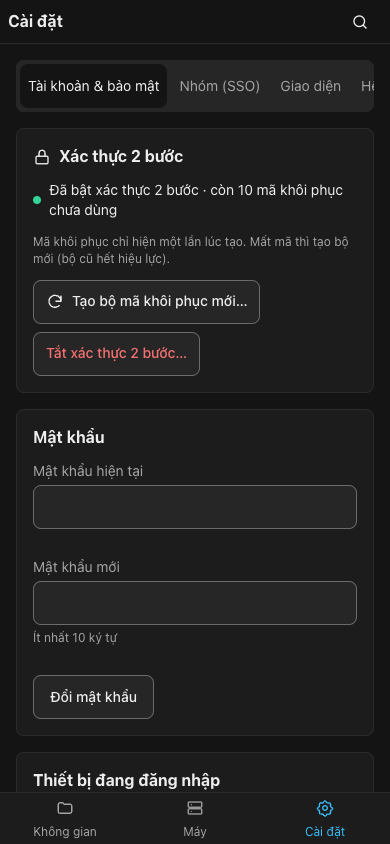 Cài đặt
Tài khoản & bảo mật
Nhóm (SSO)
Giao diện
Xác thực 2 bước
Đã bật xác thực 2 bước · còn 10 mã khôi phục
chưa dùng
Mã khôi phục chỉ hiện một lần lúc tạo. Mất mã thì tạo bộ
mới (bộ cũ hết hiệu lực).
Tạo bộ mã khôi phục mới...
Tắt xác thực 2 bước...
Mật khẩu
Mật khẩu hiện tại
Mật khẩu mới
Ít nhất 10 ký tự
Đổi mật khẩu
Thiết bị đang đăng nhập
Không gian
Máy
Cài đặt